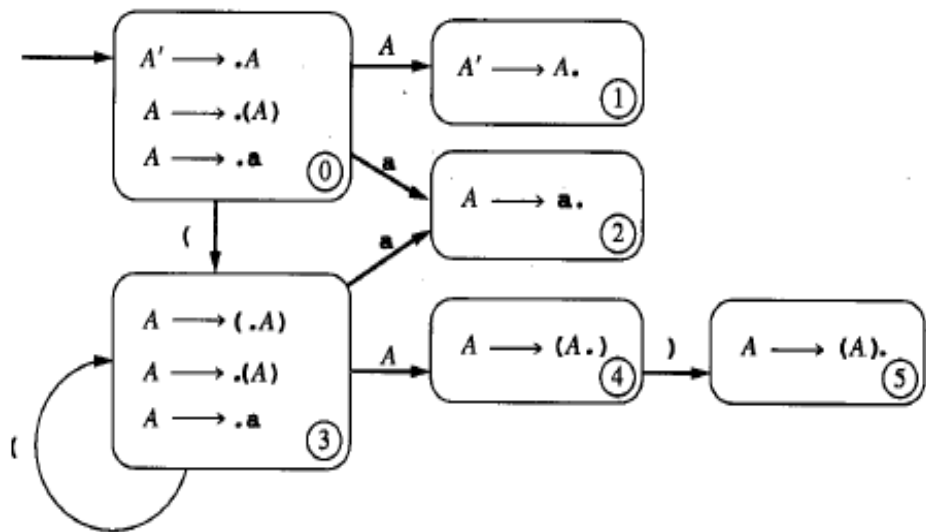 A' ⟶ .A
A ⟶ .(A)
A ⟶ .a
0
A
A' ⟶ A.
1
a
A ⟶ a.
2
(
a
A ⟶ (.A)
A ⟶ .(A)
A ⟶ .a
3
A
A ⟶ (A.)
4
)
A ⟶ (A).
5
(